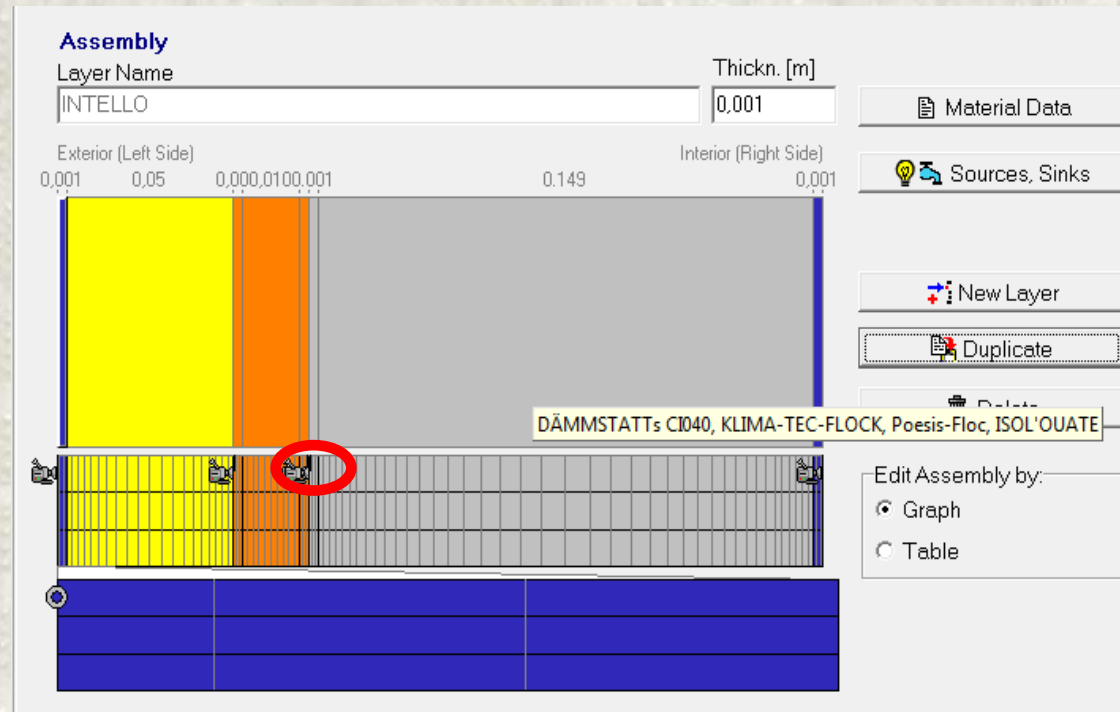 Assembly
Layer Name
Thickn. [m]
INTELLO
0,001
Material Data
Exterior (Left Side)
Interior (Right Side)
0,001 0,05 0,000,0100,001 0.149 0,001
Sources, Sinks
New Layer
Duplicate
DÄMMSTATTs CI040, KLIMA-TEC-FLOCK, Poesis-Floc, ISOL'OUATE
Edit Assembly by:
Graph
Table